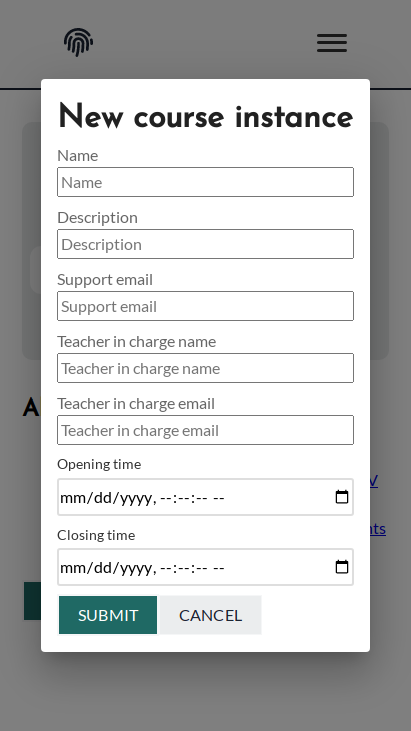 New course instance
Name
Name
Description
Description
Support email
Support email
Teacher in charge name
Teacher in charge name
Teacher in charge email
Teacher in charge email
Opening time
mm/dd/yyyy, --:--:-- --
Closing time
mm/dd/yyyy, --:--:-- --
SUBMIT CANCEL